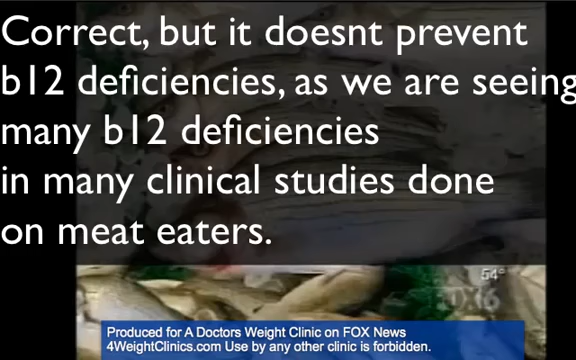 Correct, but it doesnt prevent
b12 deficiencies, as we are seeing
many b12 deficiencies
in many clinical studies done
on meat eaters.
54°
FOX6
Produced for A Doctors Weight Clinic on FOX News
4WeightClinics.com Use by any other clinic is forbidden.